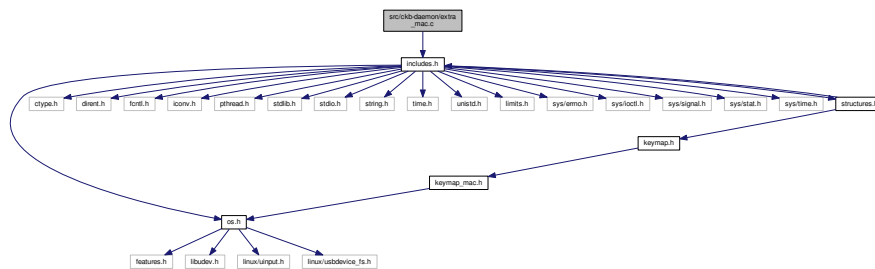 src/ckb-daemon/extra
_mac.c
includes.h
ctype.h
dirent.h
fcntl.h
iconv.h
pthread.h
stdlib.h
stdio.h
string.h
time.h
unistd.h
limits.h
sys/errno.h
sys/ioctl.h
sys/signal.h
sys/stat.h
sys/time.h
structures.h
keymap.h
keymap_mac.h
os.h
features.h
libudev.h
linux/uinput.h
linux/usbdevice_fs.h